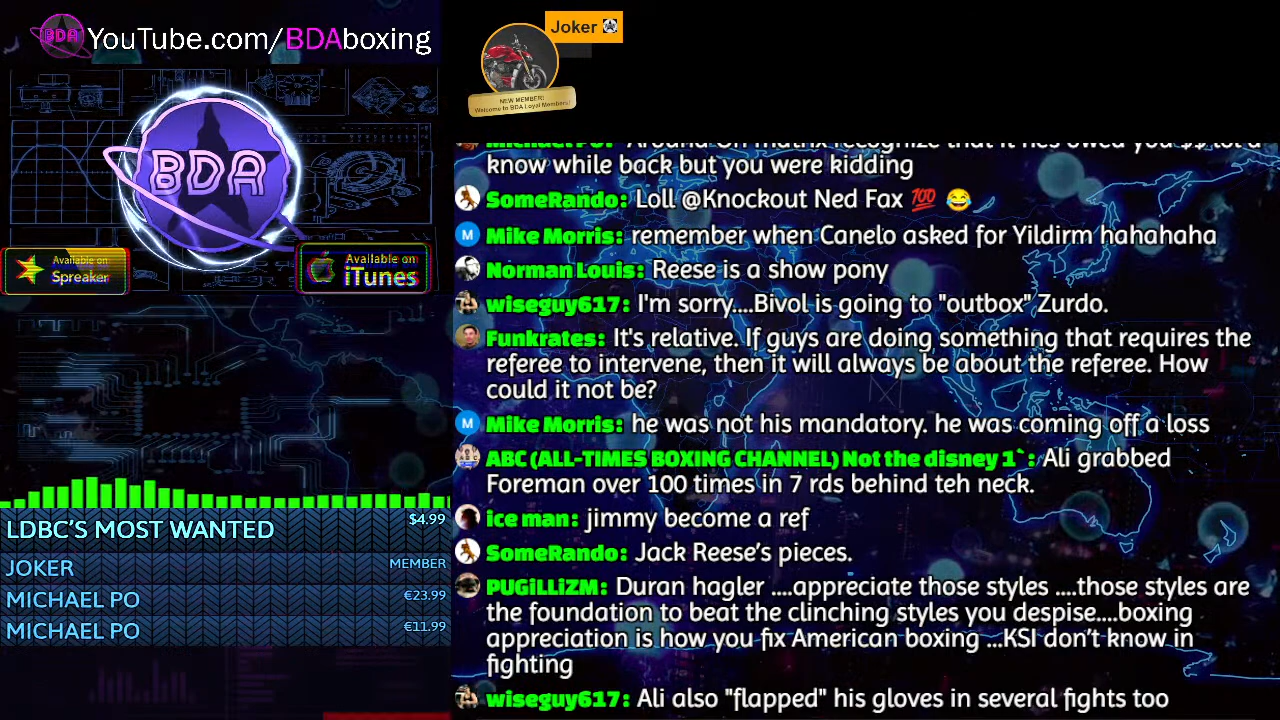 BDA YouTube.com/BDAboxing
BDA
Available on
Spreaker
Available on
iTunes
LDBC'S MOST WANTED $4.99
JOKER MEMBER
MICHAEL PO €23.99
MICHAEL PO €11.99
Joker
NEW MEMBER!
Welcome to BDA Loyal Members!
know while back but you were kidding
SomeRando: Loll @Knockout Ned Fax 💯 😂
M Mike Morris: remember when Canelo asked for Yildirm hahahaha
Norman Louis: Reese is a show pony
wiseguy617: I'm sorry....Bivol is going to "outbox" Zurdo.
Funkrates: It's relative. If guys are doing something that requires the
referee to intervene, then it will always be about the referee. How
could it not be?
M Mike Morris: he was not his mandatory. he was coming off a loss
ABC (ALL-TIMES BOXING CHANNEL) Not the disney 1`: Ali grabbed
Foreman over 100 times in 7 rds behind teh neck.
ice man: jimmy become a ref
SomeRando: Jack Reese's pieces.
PUGiLLiZM: Duran hagler ....appreciate those styles ....those styles are
the foundation to beat the clinching styles you despise....boxing
appreciation is how you fix American boxing ...KSI don't know in
fighting
wiseguy617: Ali also "flapped" his gloves in several fights too